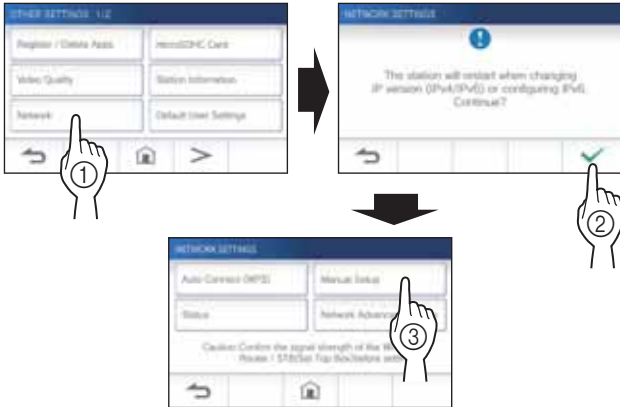 OTHER SETTINGS 1/2
Register / Delete Apps
microSDHC Card
Video Quality
Station Information
Network
Default User Settings
1
NETWORK SETTINGS
The station will restart when changing
IP version (IPv4/IPv6) or configuring IPv6.
Continue?
2
NETWORK SETTINGS
Auto Connect (WPS)
Manual Setup
Status
Network Advanced
3
Caution: Confirm the signal strength of the
Router / STB(Set Top Box)before